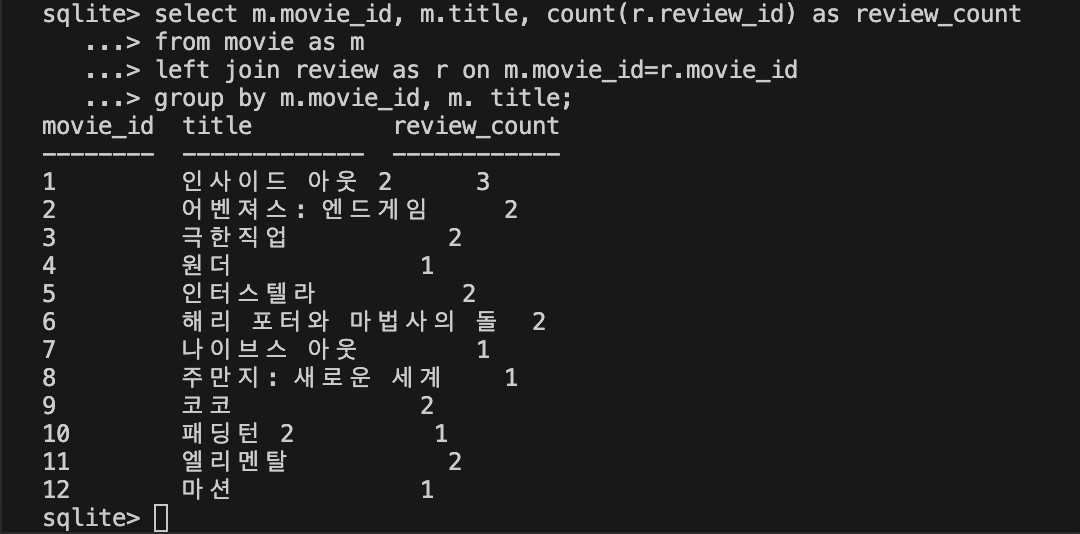 sqlite> select m.movie_id, m.title, count(r.review_id) as review_count
...> from movie as m
...> left join review as r on m.movie_id=r.movie_id
...> group by m.movie_id, m. title;
movie_id title review_count
-------- ------------- ------------
1 인사이드 아웃 2 3
2 어벤져스: 엔드게임 2
3 극한직업 2
4 원더 1
5 인터스텔라 2
6 해리 포터와 마법사의 돌 2
7 나이브스 아웃 1
8 주만지: 새로운 세계 1
9 코코 2
10 패딩턴 2 1
11 엘리멘탈 2
12 마션 1
sqlite>